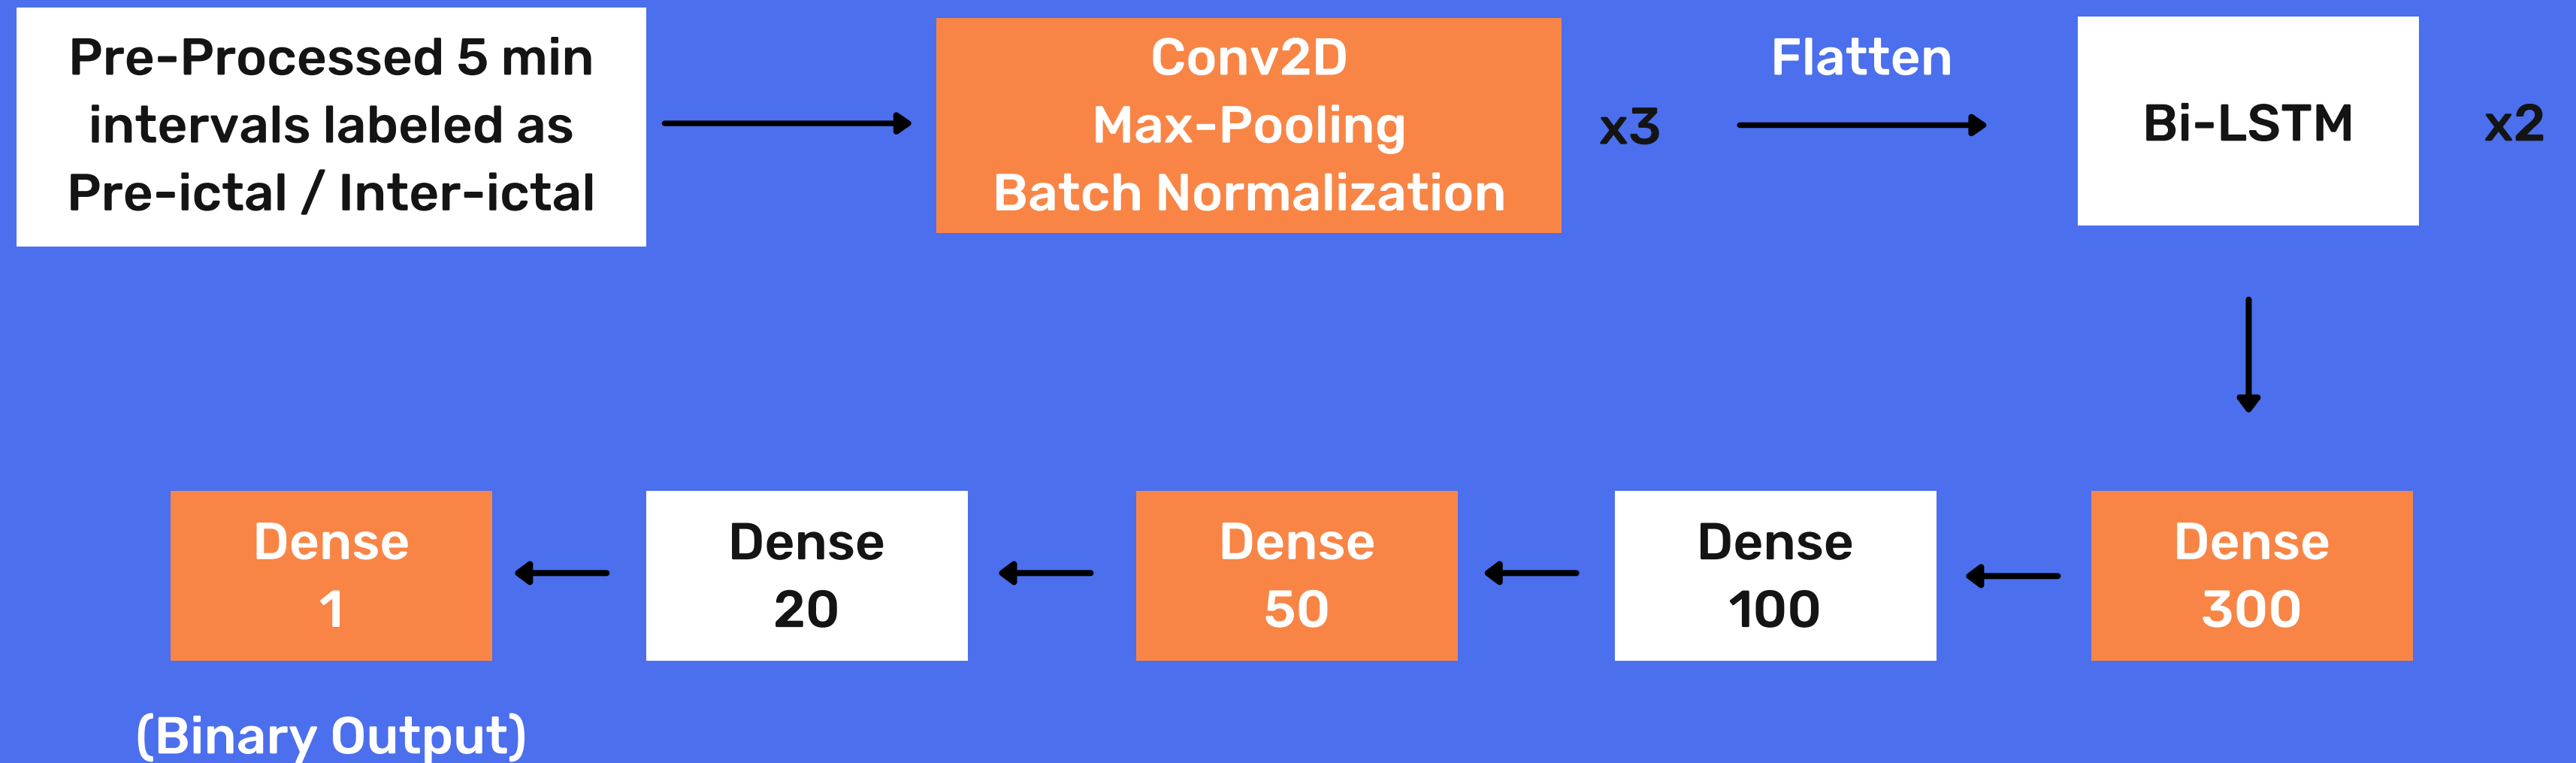 Pre-Processed 5 min
intervals labeled as
Pre-ictal / Inter-ictal
Conv2D
Max-Pooling
Batch Normalization
x3
Flatten
Bi-LSTM
x2
Dense
300
Dense
100
Dense
50
Dense
20
Dense
1
(Binary Output)